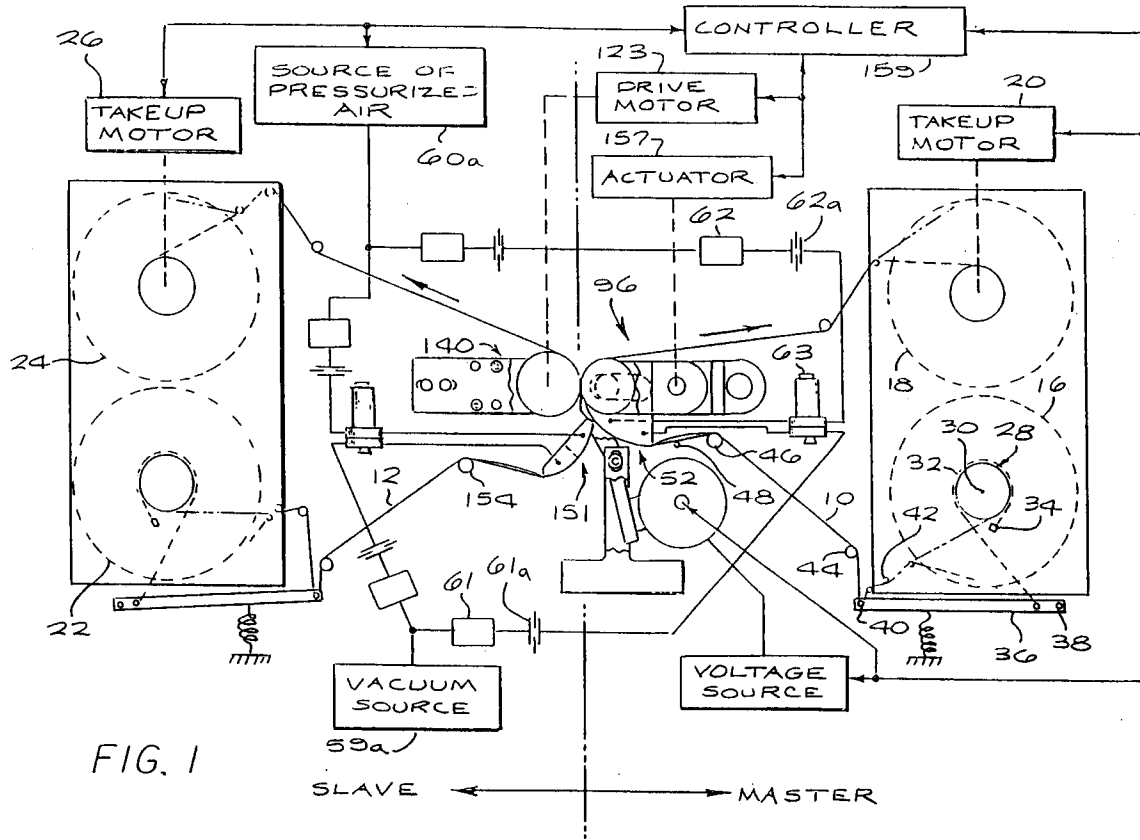 CONTROLLER
159
26
SOURCE OF
PRESSURIZE=
AIR
60a
123
DRIVE
MOTOR
20
TAKEUP
MOTOR
TAKEUP
MOTOR
157
ACTUATOR
62
62a
96
24
140
63
18
16
30
28
32
34
46
12
154
151
52
48
10
42
44
22
61
61a
40
36
38
VACUUM
SOURCE
59a
VOLTAGE
SOURCE
FIG. 1
SLAVE
MASTER